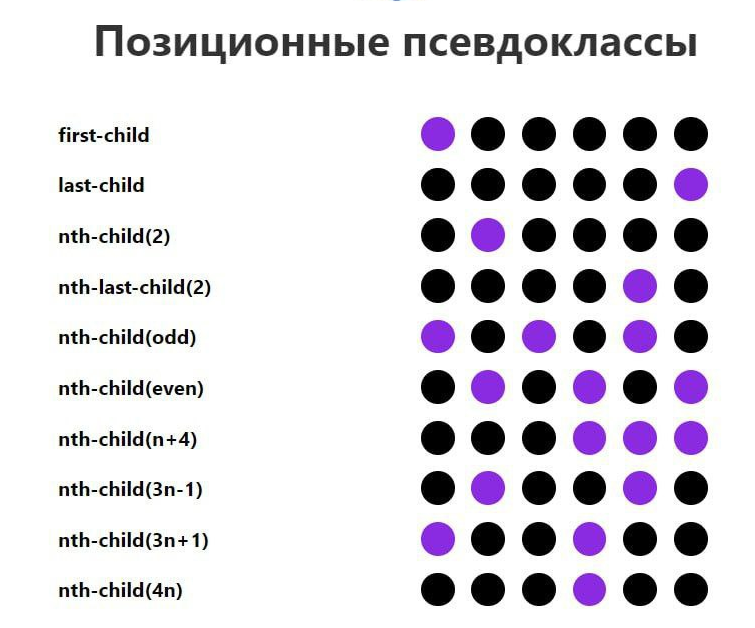 Позиционные псевдоклассы
first-child
last-child
nth-child(2)
nth-last-child(2)
nth-child(odd)
nth-child(even)
nth-child(n+4)
nth-child(3n-1)
nth-child(3n+1)
nth-child(4n)